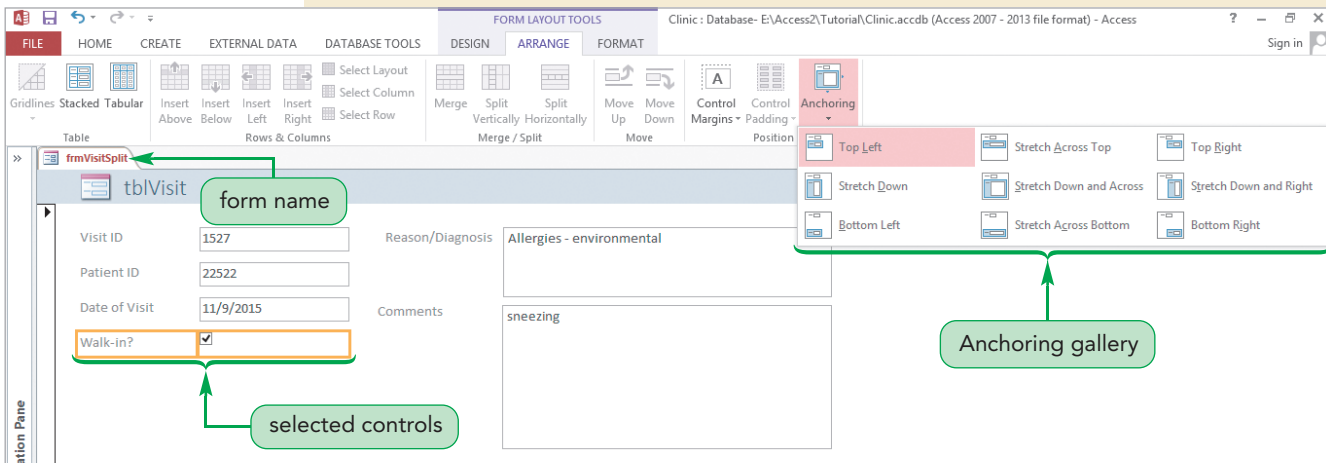 FORM LAYOUT TOOLS
Clinic : Database- E:\Access2\Tutorial\Clinic.accdb (Access 2007 - 2013 file format) - Access
?
FILE HOME CREATE EXTERNAL DATA DATABASE TOOLS DESIGN ARRANGE FORMAT Sign in
Gridlines Stacked Tabular
Insert Above
Insert Below
Insert Left
Insert Right
Select Layout
Select Column
Select Row
Merge
Split Vertically
Split Horizontally
Move Up
Move Down
A
Control Margins
Control Padding
Anchoring
Table Rows & Columns Merge / Split Move Position
Top Left Stretch Across Top Top Right
Stretch Down Stretch Down and Across Stretch Down and Right
Bottom Left Stretch Across Bottom Bottom Right
frmVisitSplit
form name
tblVisit
Visit ID 1527 Reason/Diagnosis Allergies - environmental
Patient ID 22522
Date of Visit 11/9/2015 Comments sneezing
Walk-in?
Anchoring gallery
selected controls
ation Pane